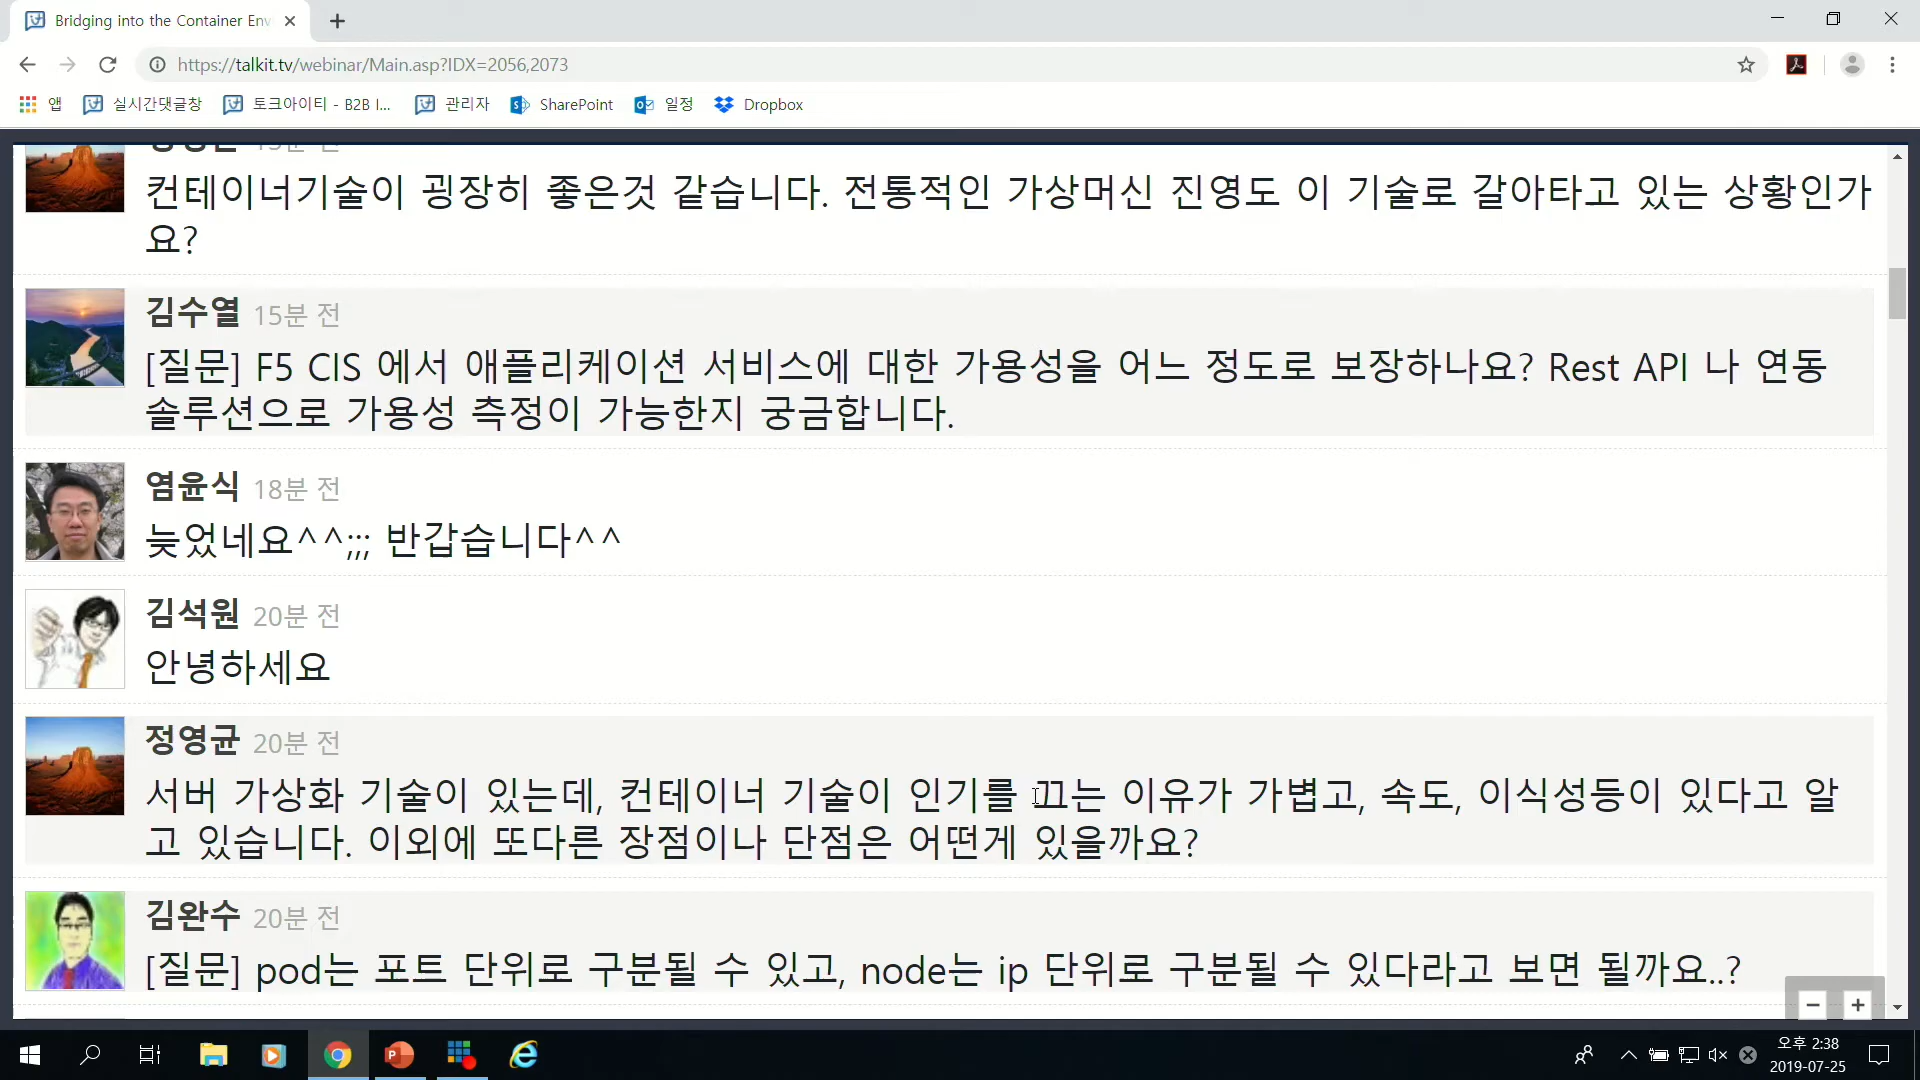 Bridging into the Container Env
https://talkit.tv/webinar/Main.asp?IDX=2056,2073
앱 실시간댓글창 토크아이티 - B2B I... 관리자 SharePoint 일정 Dropbox
컨테이너기술이 굉장히 좋은것 같습니다. 전통적인 가상머신 진영도 이 기술로 갈아타고 있는 상황인가
요?
김수열 15분 전
[질문] F5 CIS 에서 애플리케이션 서비스에 대한 가용성을 어느 정도로 보장하나요? Rest API 나 연동
솔루션으로 가용성 측정이 가능한지 궁금합니다.
염윤식 18분 전
늦었네요^^;;; 반갑습니다^^
김석원 20분 전
안녕하세요
정영균 20분 전
서버 가상화 기술이 있는데, 컨테이너 기술이 인기를 끄는 이유가 가볍고, 속도, 이식성등이 있다고 알
고 있습니다. 이외에 또다른 장점이나 단점은 어떤게 있을까요?
김완수 20분 전
[질문] pod는 포트 단위로 구분될 수 있고, node는 ip 단위로 구분될 수 있다라고 보면 될까요..?
오후 2:38
2019-07-25